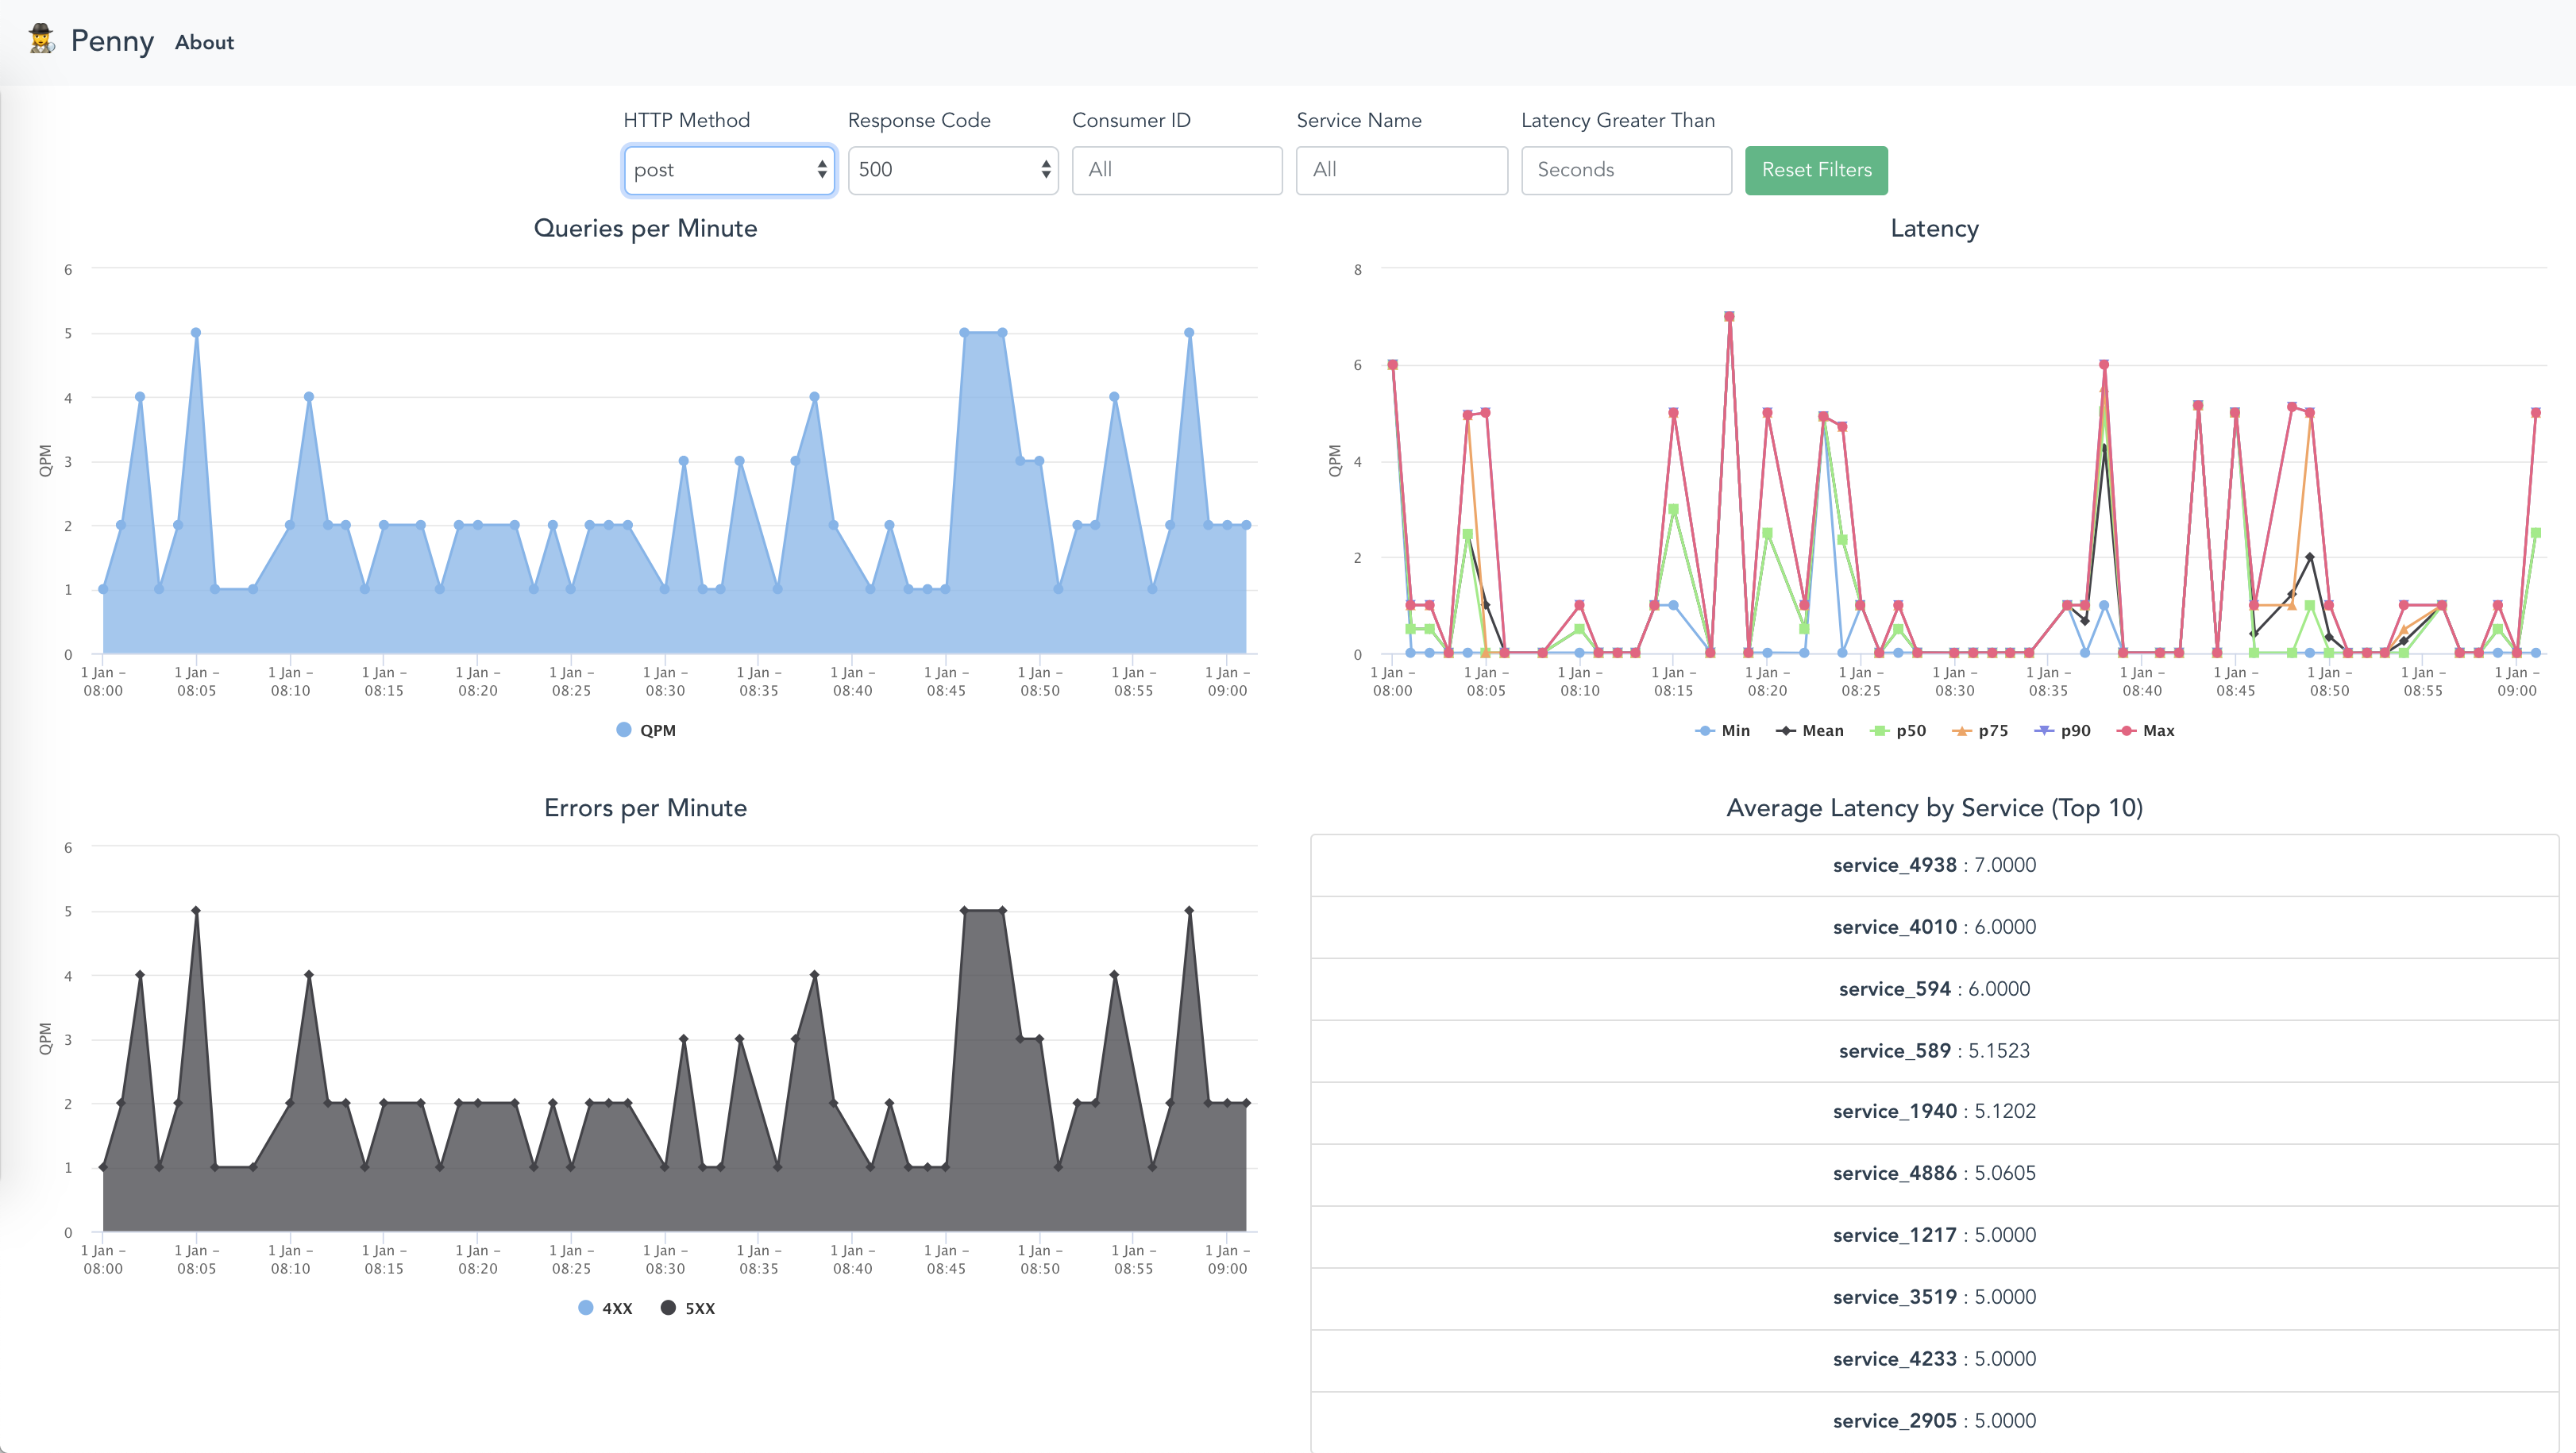 Penny About
HTTP Method
Response Code
Consumer ID
Service Name
Latency Greater Than
post
500
All
All
Seconds
Reset Filters
Queries per Minute
6
5
4
3
2
1
0
QPM
1 Jan –
08:00
1 Jan –
08:05
1 Jan –
08:10
1 Jan –
08:15
1 Jan –
08:20
1 Jan –
08:25
1 Jan –
08:30
1 Jan –
08:35
1 Jan –
08:40
1 Jan –
08:45
1 Jan –
08:50
1 Jan –
08:55
1 Jan –
09:00
QPM
Latency
8
6
4
2
0
QPM
1 Jan –
08:00
1 Jan –
08:05
1 Jan –
08:10
1 Jan –
08:15
1 Jan –
08:20
1 Jan –
08:25
1 Jan –
08:30
1 Jan –
08:35
1 Jan –
08:40
1 Jan –
08:45
1 Jan –
08:50
1 Jan –
08:55
1 Jan –
09:00
Min Mean p50 p75 p90 Max
Errors per Minute
6
5
4
3
2
1
0
QPM
1 Jan –
08:00
1 Jan –
08:05
1 Jan –
08:10
1 Jan –
08:15
1 Jan –
08:20
1 Jan –
08:25
1 Jan –
08:30
1 Jan –
08:35
1 Jan –
08:40
1 Jan –
08:45
1 Jan –
08:50
1 Jan –
08:55
1 Jan –
09:00
4XX 5XX
Average Latency by Service (Top 10)
service_4938 : 7.0000
service_4010 : 6.0000
service_594 : 6.0000
service_589 : 5.1523
service_1940 : 5.1202
service_4886 : 5.0605
service_1217 : 5.0000
service_3519 : 5.0000
service_4233 : 5.0000
service_2905 : 5.0000